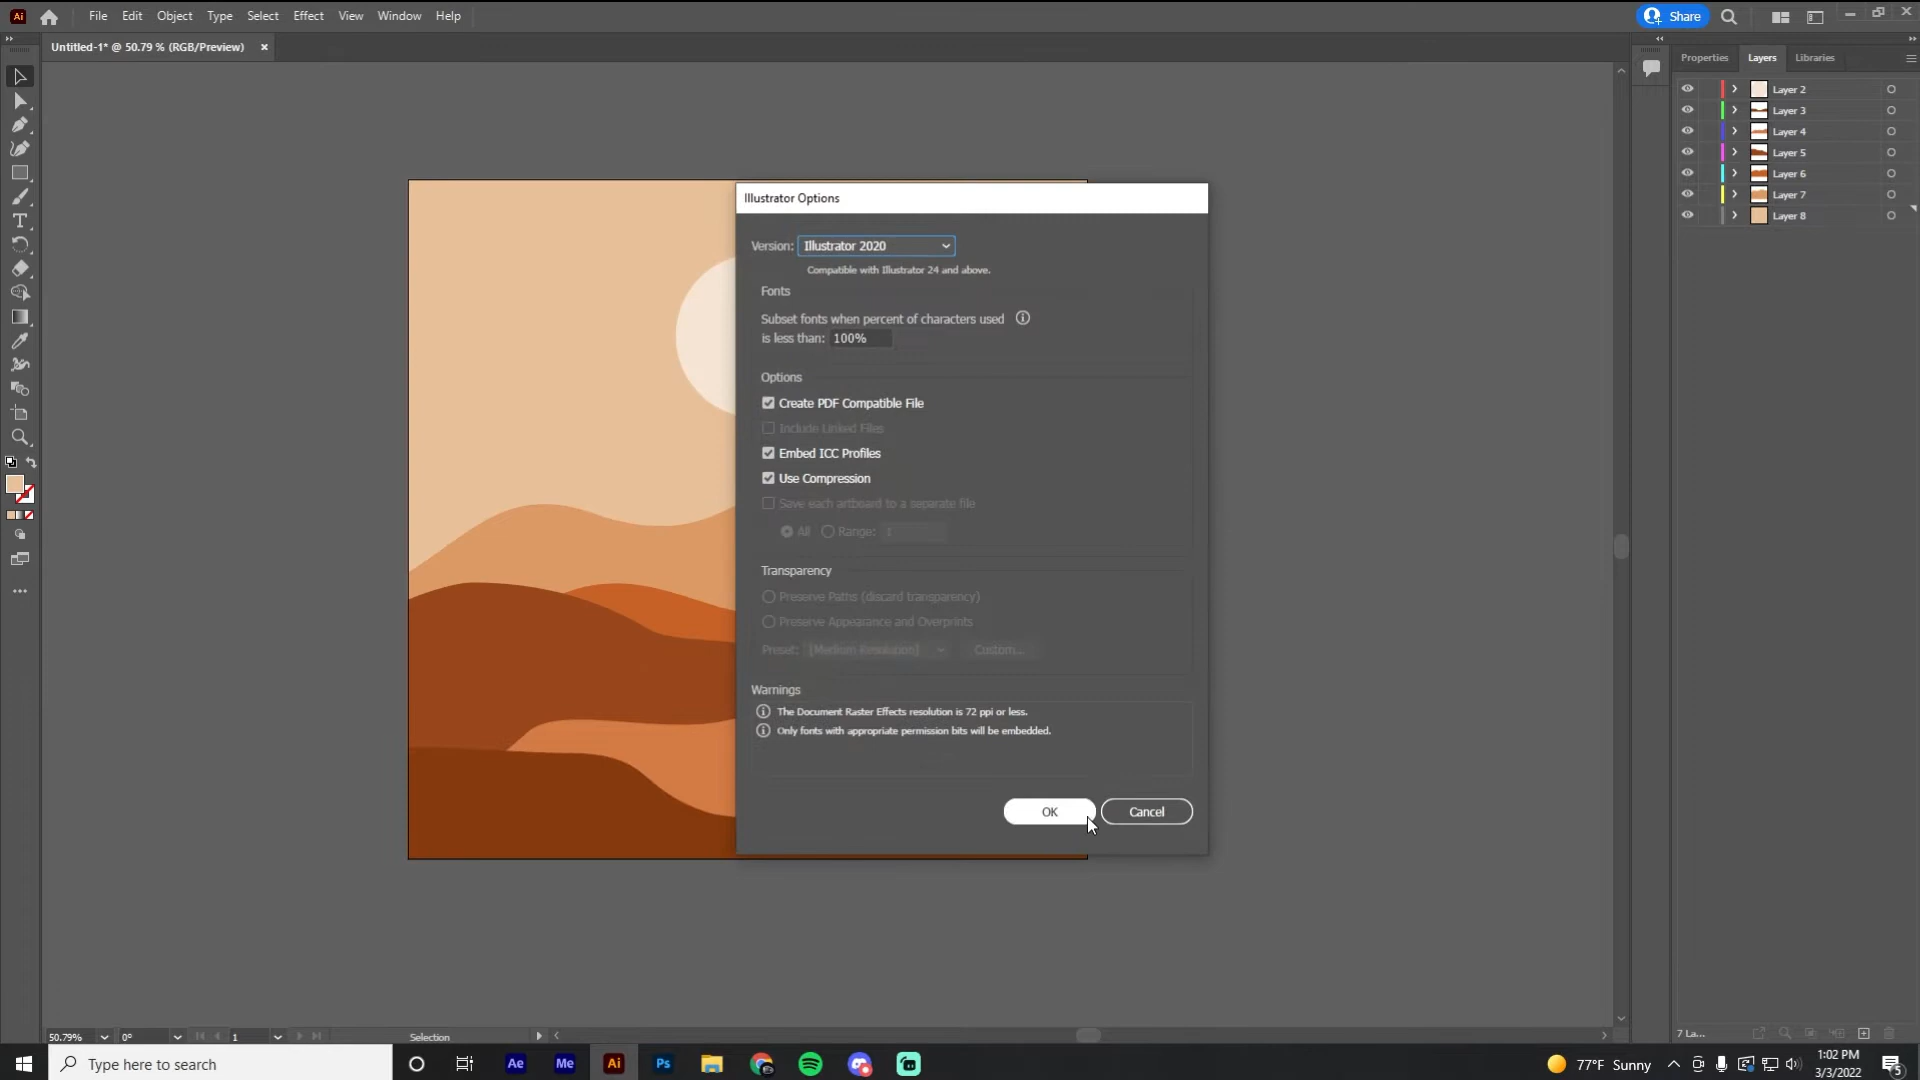 Ai
File Edit Object Type Select Effect View Window Help
Share
Untitled-1* @ 50.79 % (RGB/Preview) ×
Properties Layers Libraries
Layer 2
Layer 3
Layer 4
Layer 5
Layer 6
Layer 7
Layer 8
Illustrator Options
Version: Illustrator 2020
Compatible with Illustrator 24 and above.
Fonts
Subset fonts when percent of characters used
is less than: 100%
Options
Create PDF Compatible File
Include Linked Files
Embed ICC Profiles
Use Compression
Save each artboard to a separate file
All Range: 1
Transparency
Preserve Paths (discard transparency)
Preserve Appearance and Overprints
Preset: [Medium Resolution] Custom...
Warnings
The Document Raster Effects resolution is 72 ppi or less.
Only fonts with appropriate permission bits will be embedded.
OK Cancel
50.79% 0° 1 Selection
7 La...
Type here to search
Ae Me Ai Ps
77°F Sunny
1:02 PM
3/3/2022
5